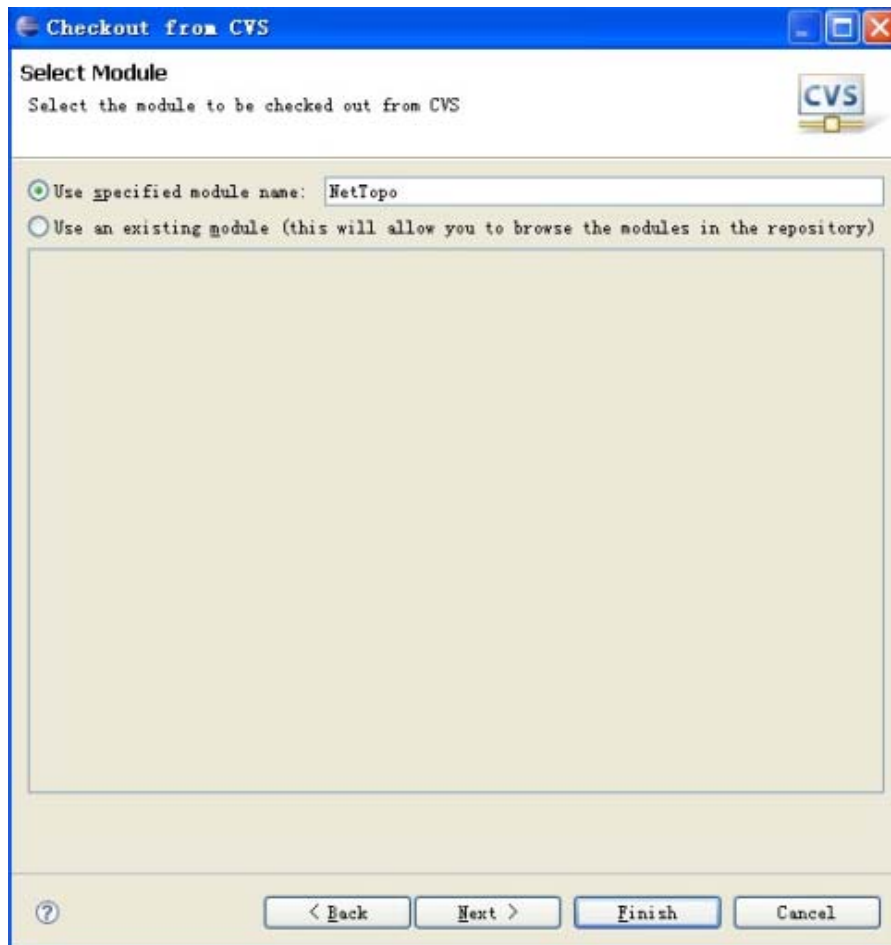 Checkout from CVS
Select Module
Select the module to be checked out from CVS
CVS
Use specified module name: NetTopo
Use an existing module (this will allow you to browse the modules in the repository)
? < Back Next > Finish Cancel